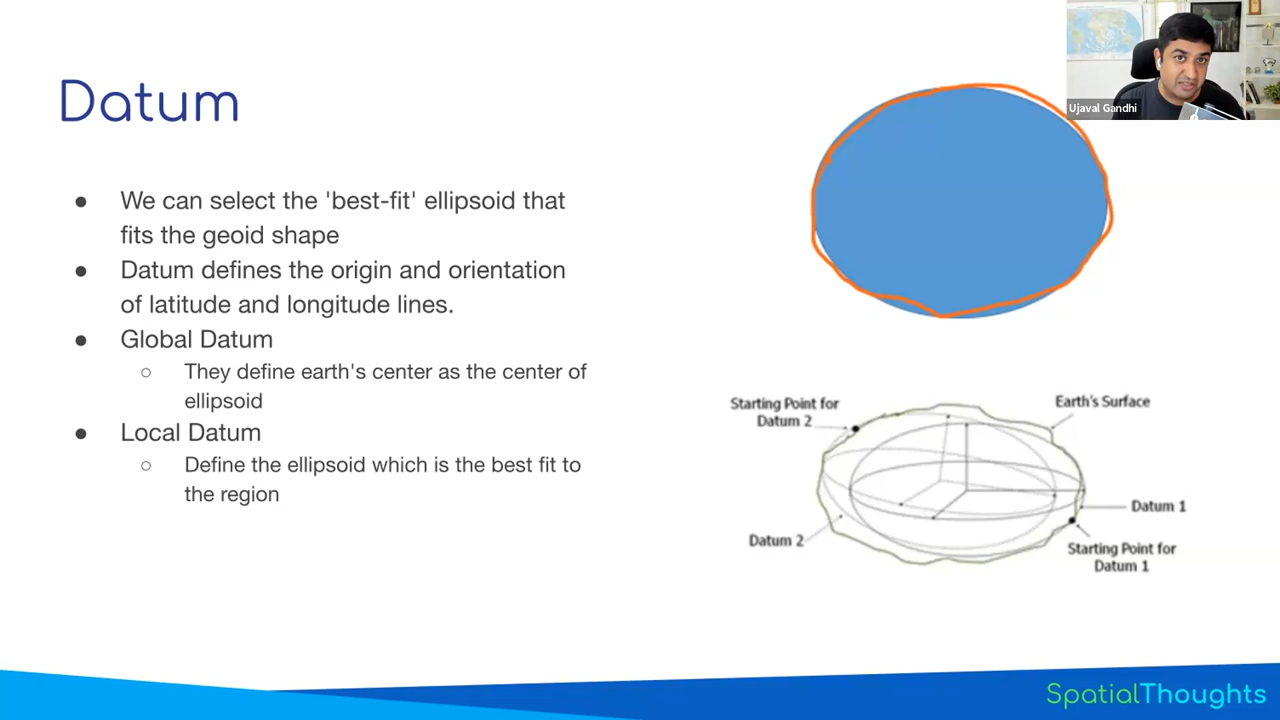 Datum
Ujaval Gandhi
● We can select the 'best-fit' ellipsoid that
fits the geoid shape
● Datum defines the origin and orientation
of latitude and longitude lines.
● Global Datum
○ They define earth's center as the center of
ellipsoid
● Local Datum
○ Define the ellipsoid which is the best fit to
the region
Starting Point for
Datum 2
Earth's Surface
Datum 1
Datum 2
Starting Point for
Datum 1
SpatialThoughts